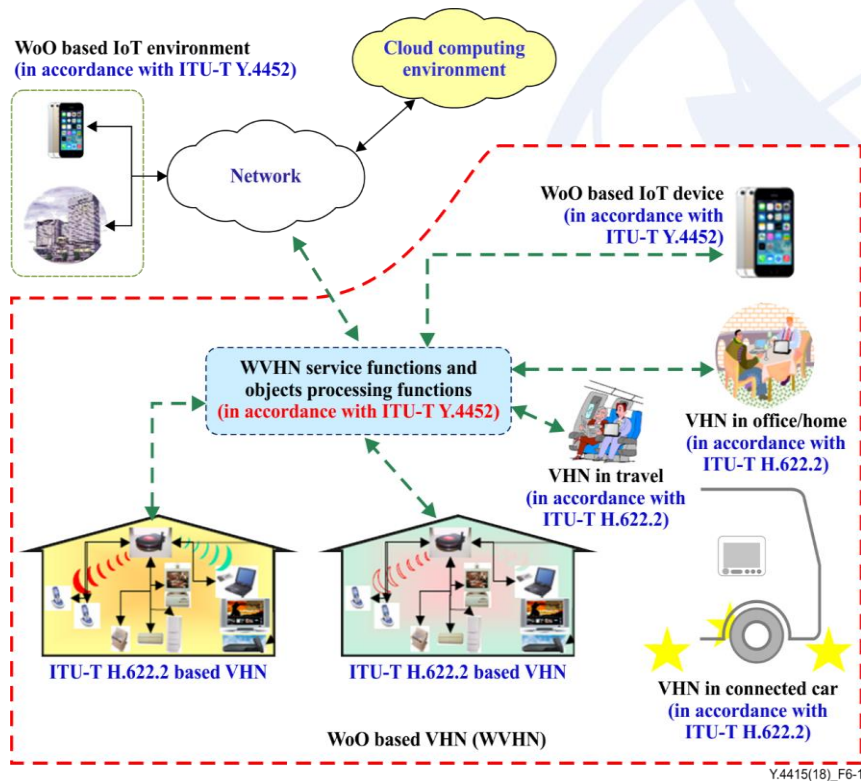 WoO based IoT environment
(in accordance with ITU-T Y.4452)
Cloud computing
environment
Network
WoO based IoT device
(in accordance with
ITU-T Y.4452)
WVHN service functions and
objects processing functions
(in accordance with ITU-T Y.4452)
VHN in office/home
(in accordance with
ITU-T H.622.2)
VHN in travel
(in accordance with
ITU-T H.622.2)
ITU-T H.622.2 based VHN
ITU-T H.622.2 based VHN
VHN in connected car
(in accordance with
ITU-T H.622.2)
WoO based VHN (WVHN)
Y.4415(18)_F6-1